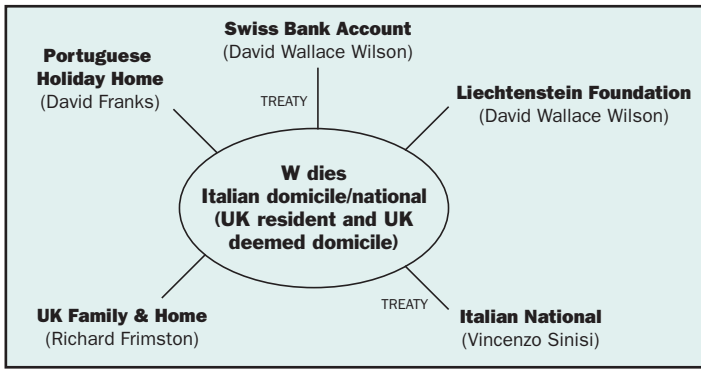 Swiss Bank Account
(David Wallace Wilson)
Portuguese
Holiday Home
(David Franks)
TREATY
Liechtenstein Foundation
(David Wallace Wilson)
W dies
Italian domicile/national
(UK resident and UK
deemed domicile)
UK Family & Home
(Richard Frimston)
TREATY
Italian National
(Vincenzo Sinisi)